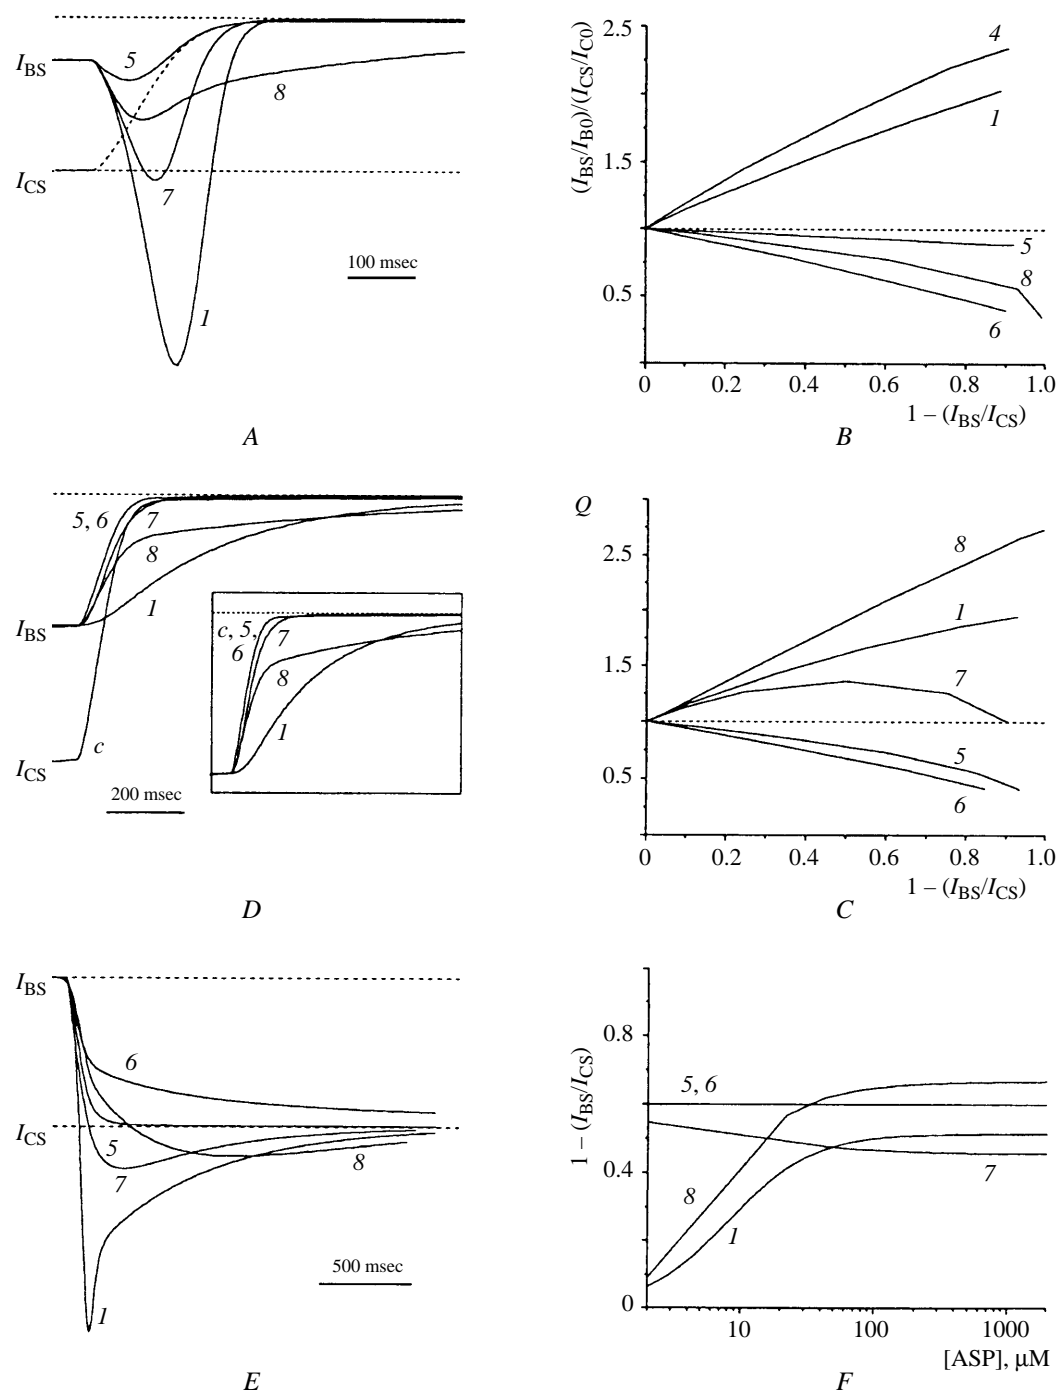 I_BS
I_CS
5
8
7
1
100 msec
A
(I_BS/I_B0)/(I_CS/I_C0)
2.5
1.5
0.5
4
1
5
8
6
0 0.2 0.4 0.6 0.8 1.0
1 – (I_BS/I_CS)
B
I_BS
I_CS
5, 6
7
8
1
c
200 msec
c, 5,
6
7
8
1
D
Q
2.5
1.5
0.5
8
1
7
5
6
0 0.2 0.4 0.6 0.8 1.0
1 – (I_BS/I_CS)
C
I_BS
I_CS
6
5
7
8
1
500 msec
E
1 – (I_BS/I_CS)
0.8
0.4
0
5, 6
8
1
7
10 100 1000
[ASP], μM
F